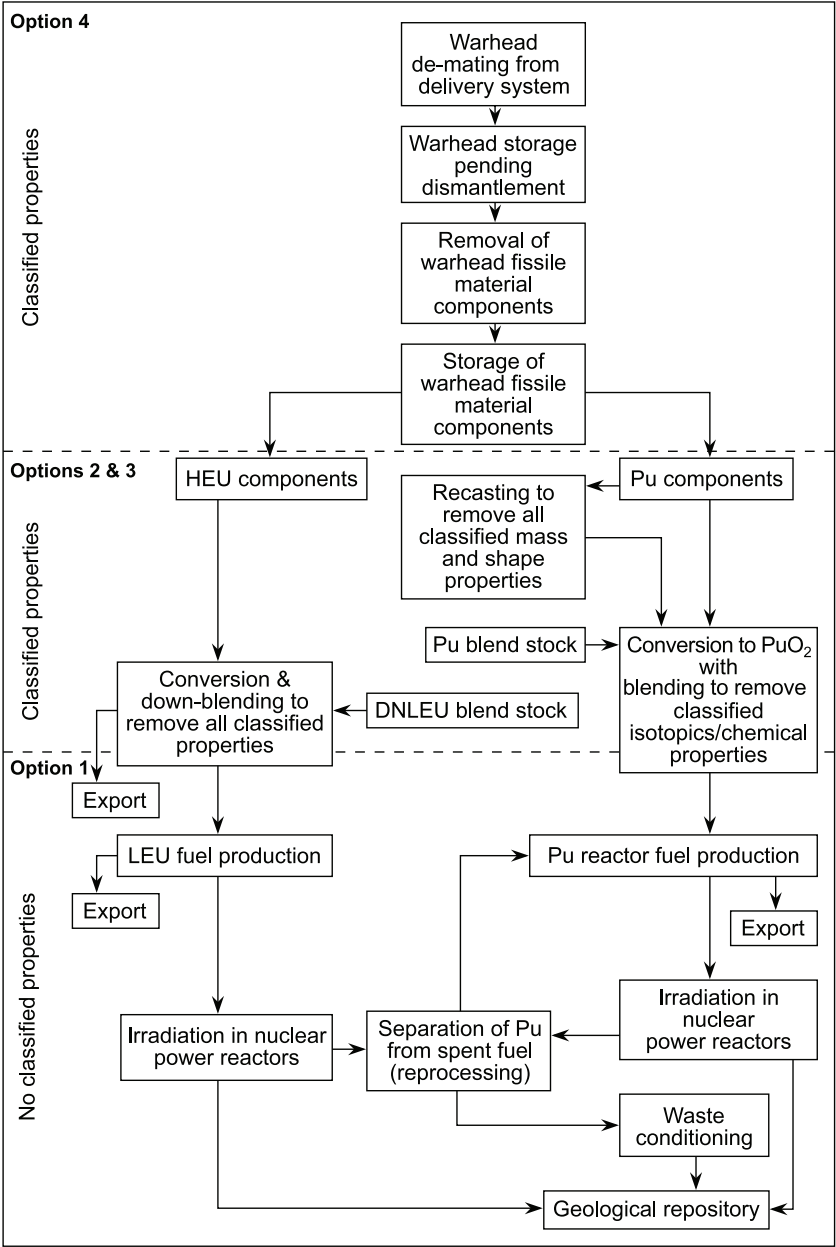 Option 4
Classified properties
Warhead
de-mating from
delivery system
Warhead storage
pending
dismantlement
Removal of
warhead fissile
material
components
Storage of
warhead fissile
material
components
Options 2 & 3
Classified properties
HEU components
Recasting to
remove all
classified mass
and shape
properties
Pu components
Pu blend stock
Conversion to PuO₂
with
blending to remove
classified
isotopics/chemical
properties
Conversion &
down-blending to
remove all classified
properties
DNLEU blend stock
Option 1
No classified properties
Export
LEU fuel production
Export
Pu reactor fuel production
Export
Irradiation in nuclear
power reactors
Separation of Pu
from spent fuel
(reprocessing)
Irradiation in
nuclear
power reactors
Waste
conditioning
Geological repository